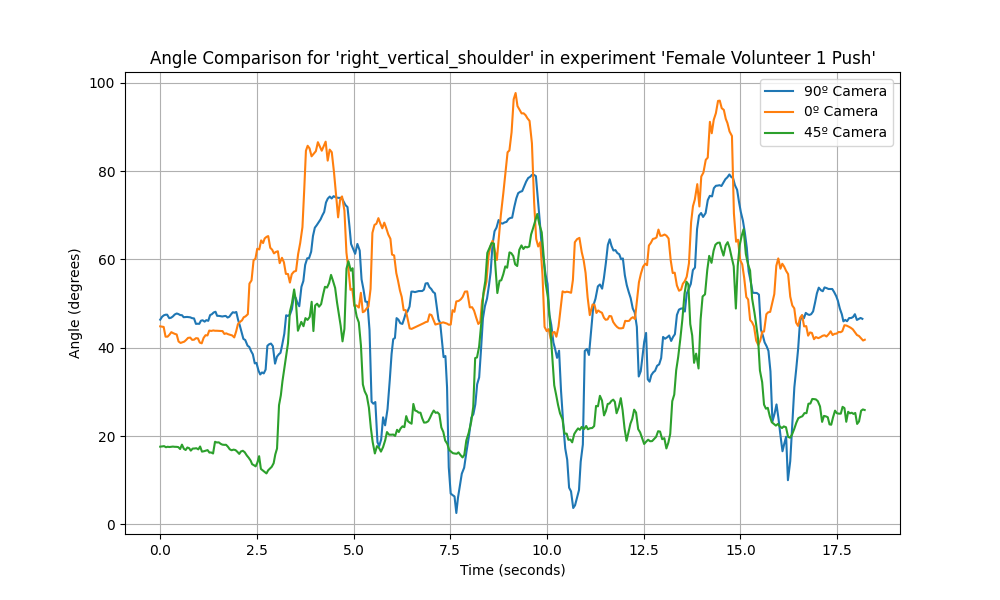 Angle Comparison for 'right_vertical_shoulder' in experiment 'Female Volunteer 1 Push'
90º Camera
0º Camera
45º Camera
100
80
60
40
20
0
Angle (degrees)
0.0 2.5 5.0 7.5 10.0 12.5 15.0 17.5
Time (seconds)